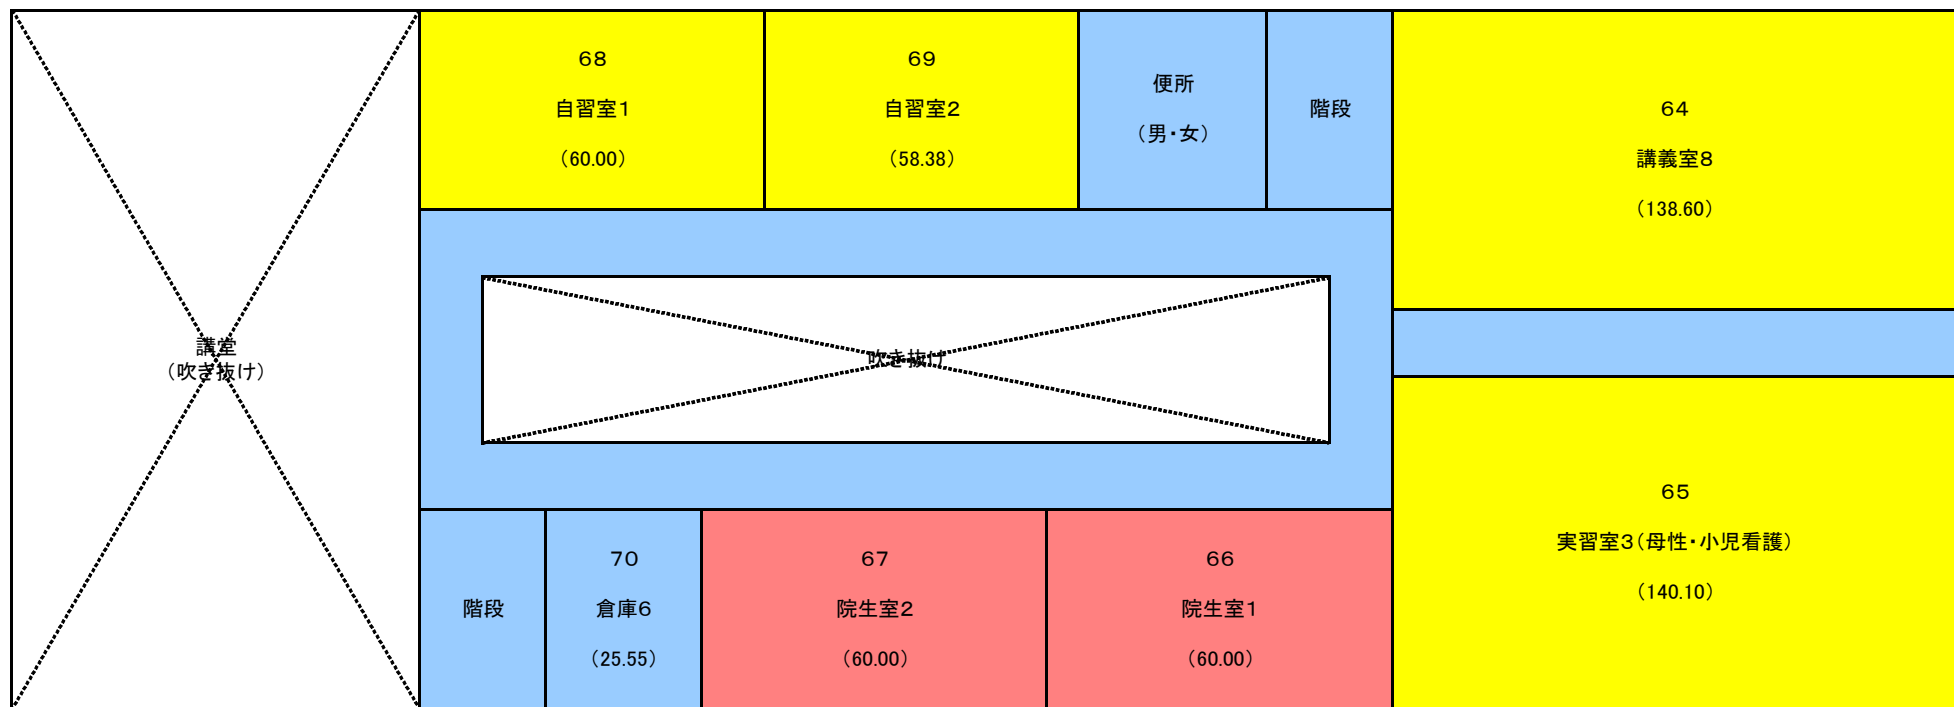 68
自習室1
（60.00）
69
自習室2
（58.38）
便所
（男・女）
階段
64
講義室8
（138.60）
講堂
（吹き抜け）
吹き抜け
65
実習室3（母性・小児看護）
（140.10）
階段
70
倉庫6
（25.55）
67
院生室2
（60.00）
66
院生室1
（60.00）